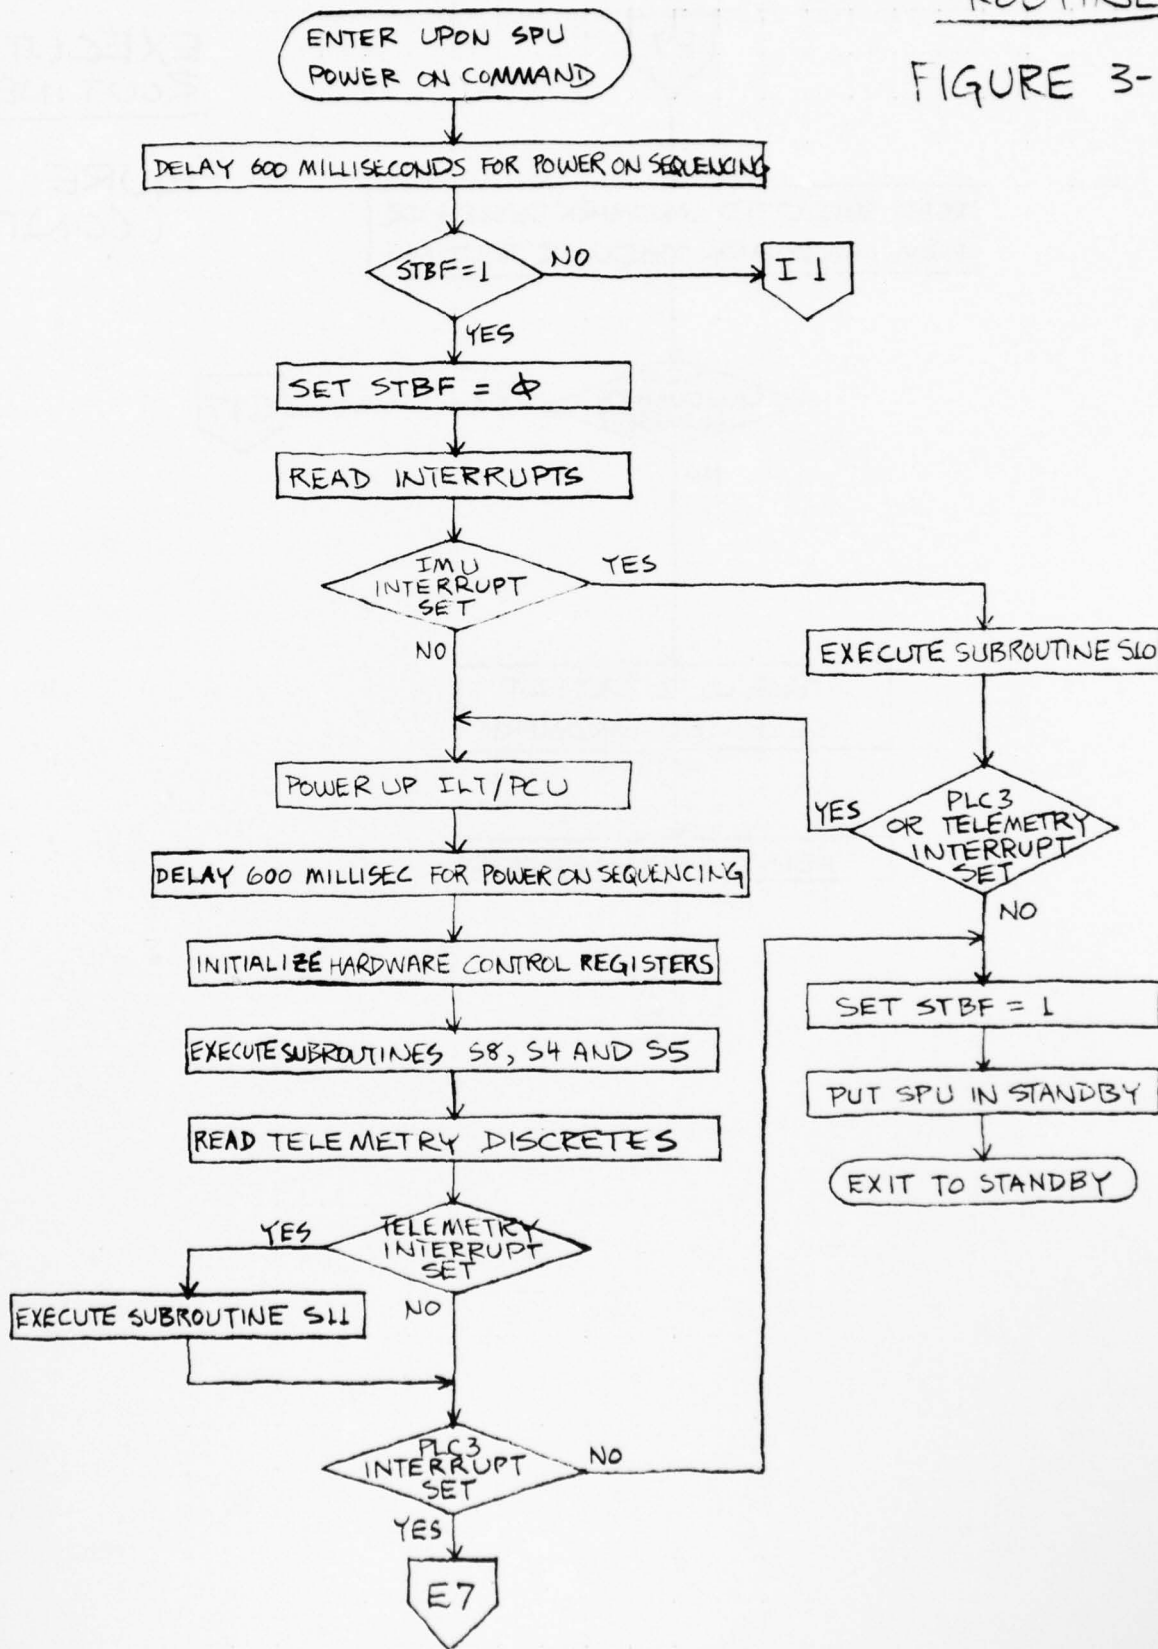 ROUTINE
FIGURE 3-
ENTER UPON SPU
POWER ON COMMAND
DELAY 600 MILLISECONDS FOR POWER ON SEQUENCING
STBF=1
NO
I 1
YES
SET STBF = ϕ
READ INTERRUPTS
IMU
INTERRUPT
SET
YES
NO
EXECUTE SUBROUTINE S10
POWER UP ILT/PCU
YES
PLC3
OR TELEMETRY
INTERRUPT
SET
NO
DELAY 600 MILLISEC FOR POWER ON SEQUENCING
INITIALIZE HARDWARE CONTROL REGISTERS
SET STBF = 1
EXECUTE SUBROUTINES S8, S4 AND S5
PUT SPU IN STANDBY
READ TELEMETRY DISCRETES
EXIT TO STANDBY
YES
TELEMETRY
INTERRUPT
SET
NO
EXECUTE SUBROUTINE S11
PLC3
INTERRUPT
SET
NO
YES
E7